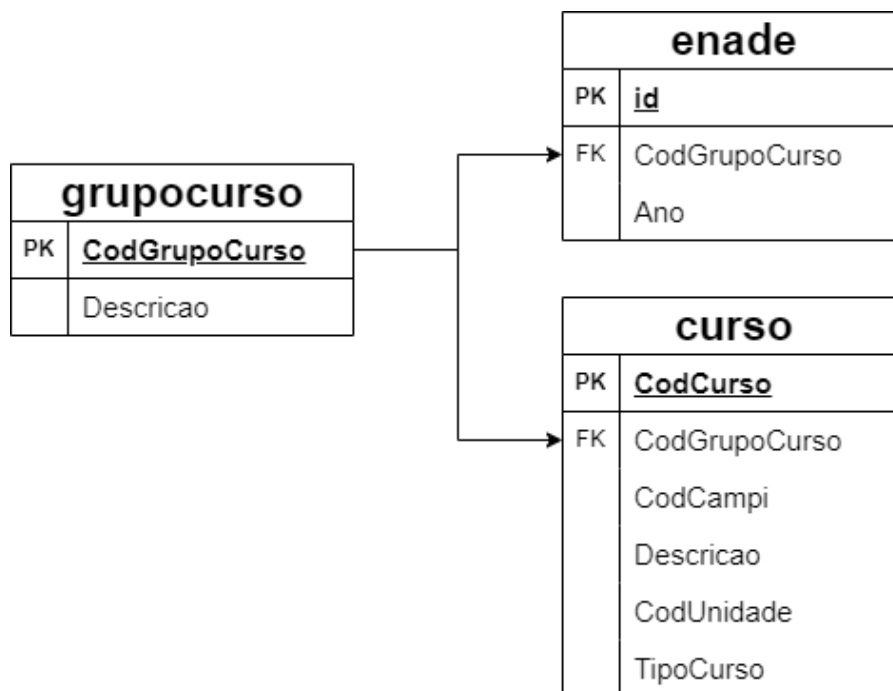 grupocurso
PK CodGrupoCurso
Descricao
enade
PK id
FK CodGrupoCurso
Ano
curso
PK CodCurso
FK CodGrupoCurso
CodCampi
Descricao
CodUnidade
TipoCurso